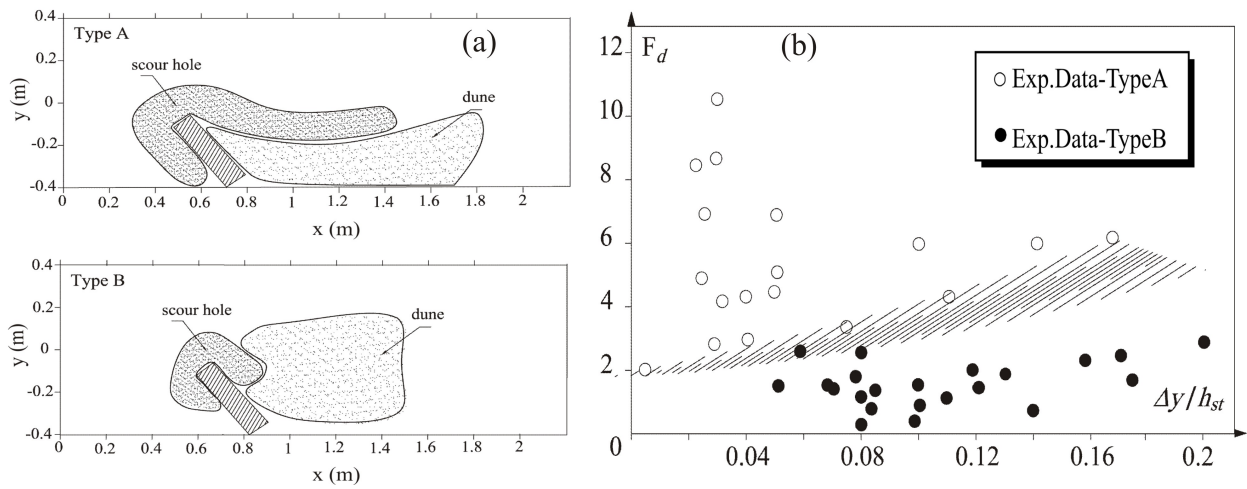 0.4
Type A
(a)
scour hole
0.2
dune
y (m)
0
-0.2
-0.4
0 0.2 0.4 0.6 0.8 1 1.2 1.4 1.6 1.8 2
x (m)
0.4
Type B
scour hole
0.2
dune
y (m)
0
-0.2
-0.4
0 0.2 0.4 0.6 0.8 1 1.2 1.4 1.6 1.8 2
x (m)
F_d
(b)
12
Exp.Data-TypeA
10
Exp.Data-TypeB
8
6
4
2
Δy/h_st
0
0.04 0.08 0.12 0.16 0.2